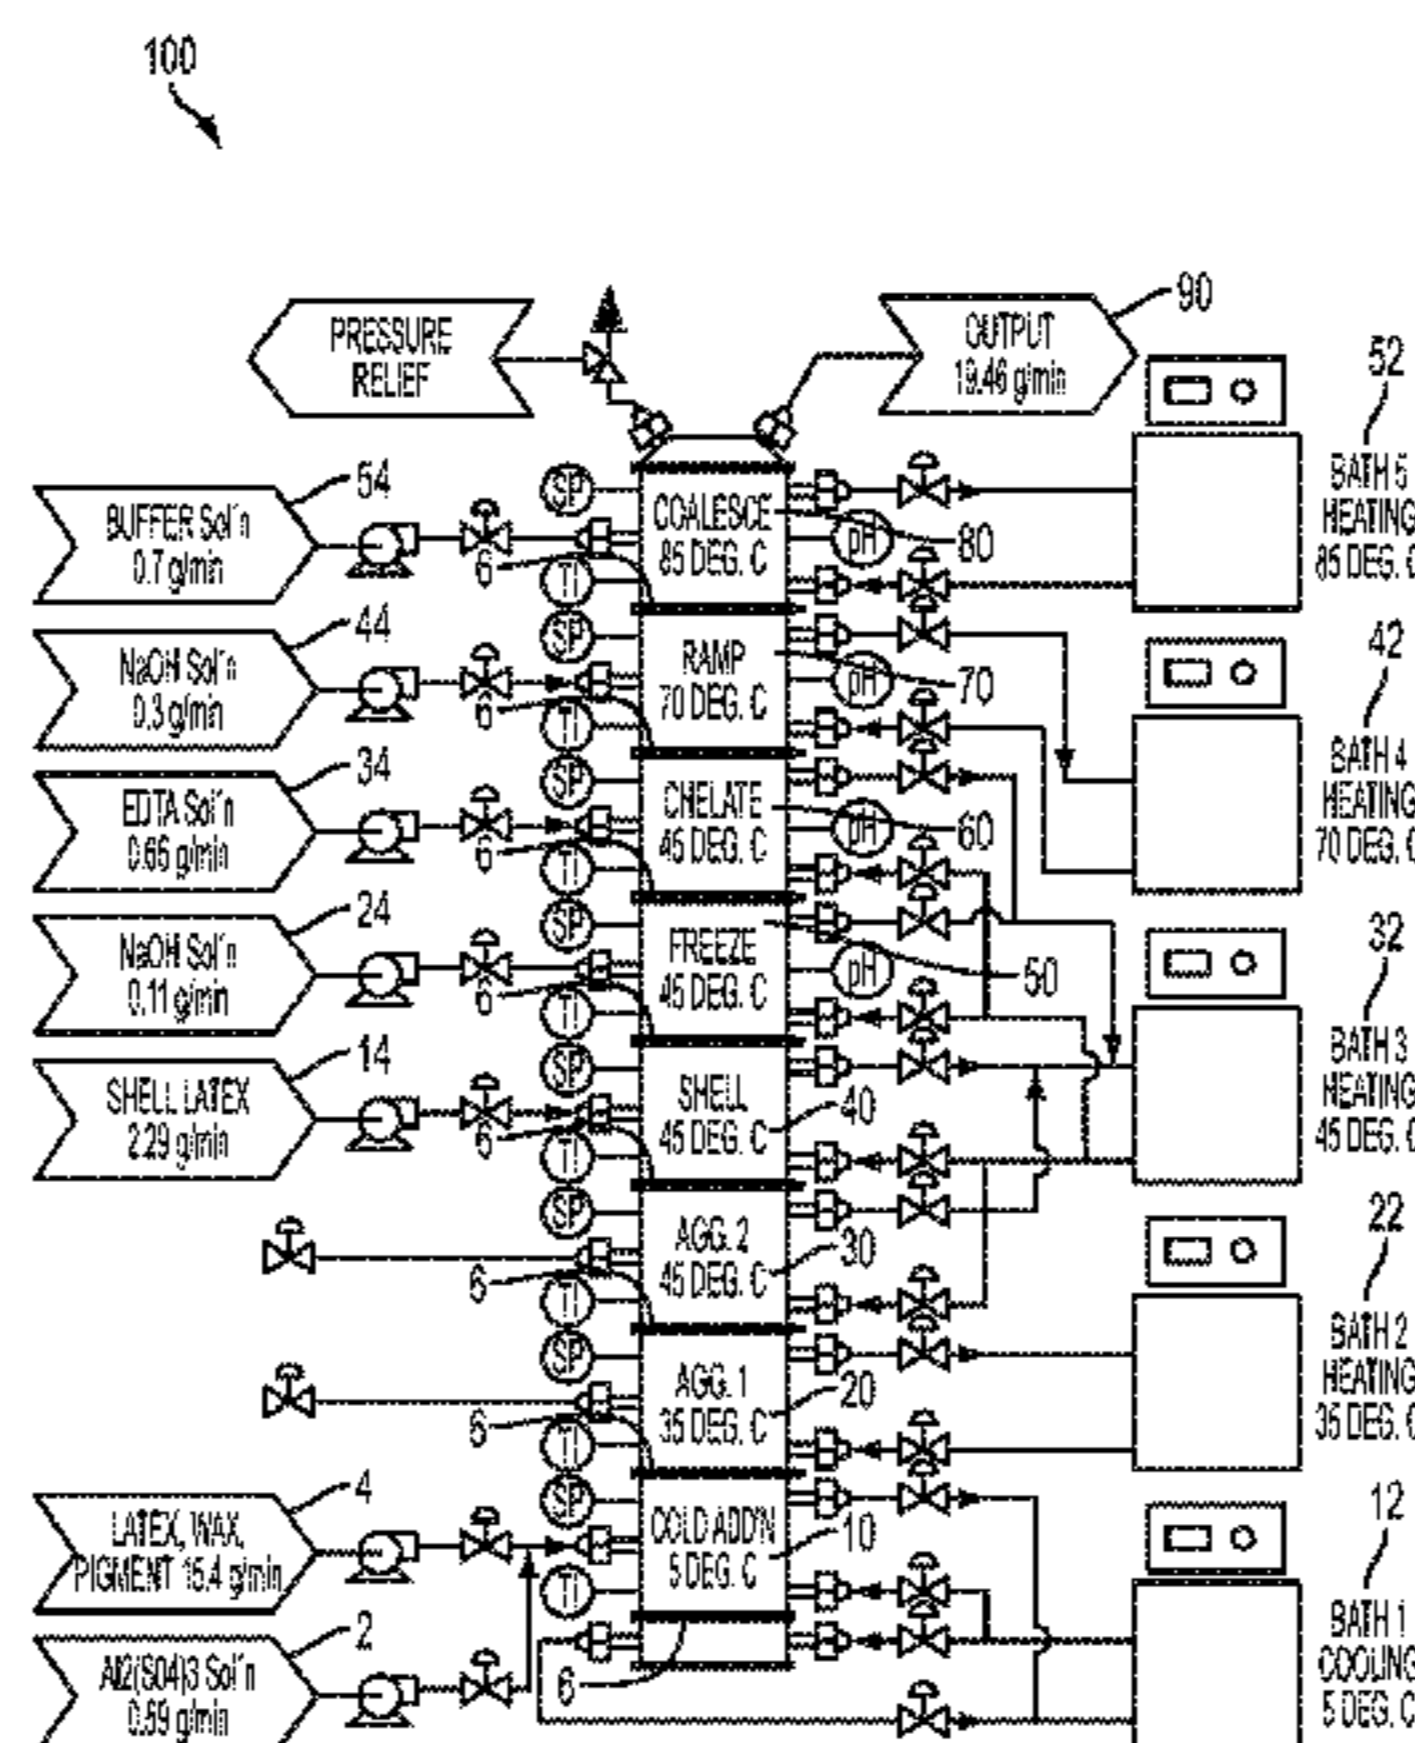 100
PRESSURE
RELIEF
OUTPUT
19.46 g/min
90
52
BATH 5
HEATING
85 DEG. C
54
BUFFER Sol'n
0.7 g/min
SP
COALESCE
85 DEG. C
pH
80
6
TI
44
NaOH Sol'n
0.3 g/min
SP
RAMP
70 DEG. C
pH
70
6
TI
42
BATH 4
HEATING
70 DEG. C
34
EDTA Sol'n
SP
CHELATE
45 DEG. C
pH
60
6
TI
24
NaOH Sol'n
0.11 g/min
SP
FREEZE
45 DEG. C
pH
50
6
TI
32
BATH 3
HEATING
45 DEG. C
14
SHELL LATEX
2.29 g/min
SP
SHELL
45 DEG. C
40
6
TI
SP
AGG. 2
45 DEG. C
30
6
TI
22
BATH 2
HEATING
35 DEG. C
SP
AGG. 1
35 DEG. C
20
6
TI
4
LATEX, WAX,
PIGMENT 15.4 g/min
SP
COLD ADD'N
5 DEG. C
10
TI
12
BATH 1
COOLING
5 DEG. C
2
Al2(SO4)3 Sol'n
0.59 g/min
6